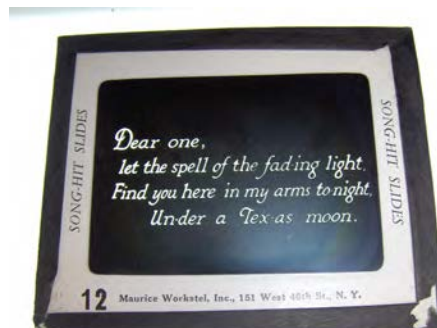 SONG-HIT SLIDES
Dear one,
let the spell of the fad-ing light,
Find you here in my arms to-night,
Un-der a Tex-as moon.
SONG-HIT SLIDES
12 Maurice Workstel, Inc., 151 West 46th St., N. Y.